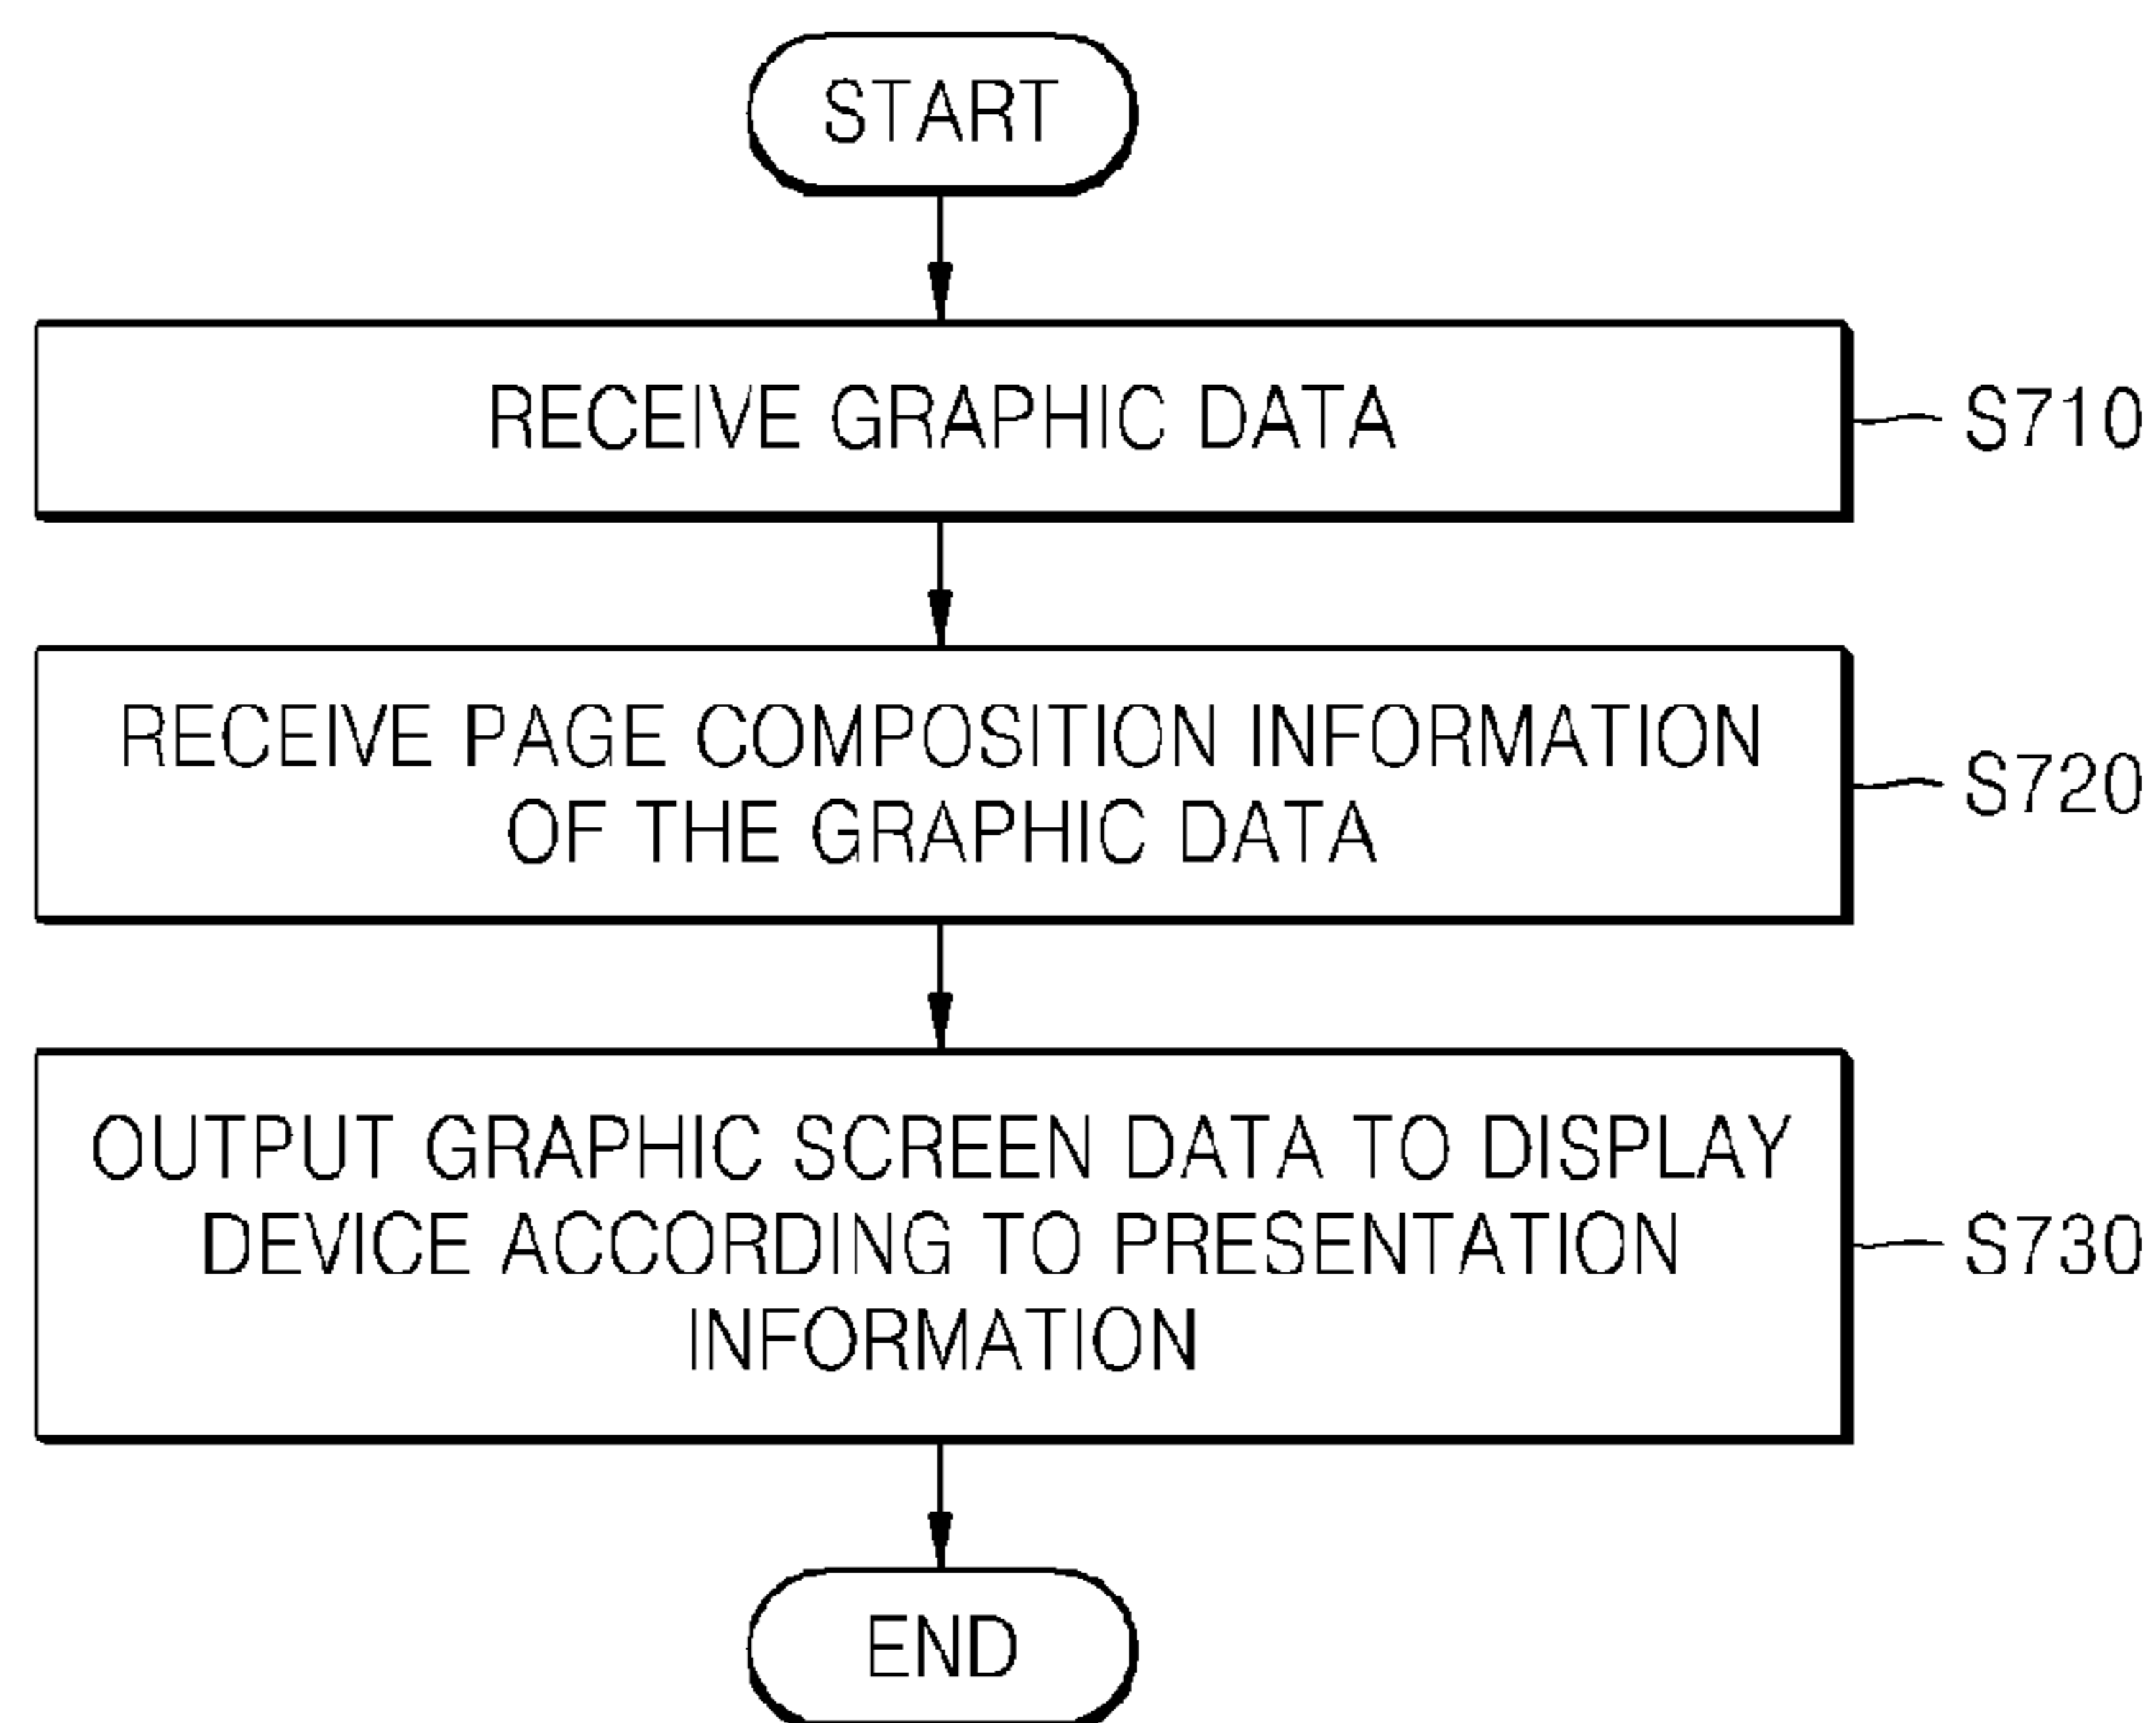 START
RECEIVE GRAPHIC DATA
S710
RECEIVE PAGE COMPOSITION INFORMATION
OF THE GRAPHIC DATA
S720
OUTPUT GRAPHIC SCREEN DATA TO DISPLAY
DEVICE ACCORDING TO PRESENTATION
INFORMATION
S730
END